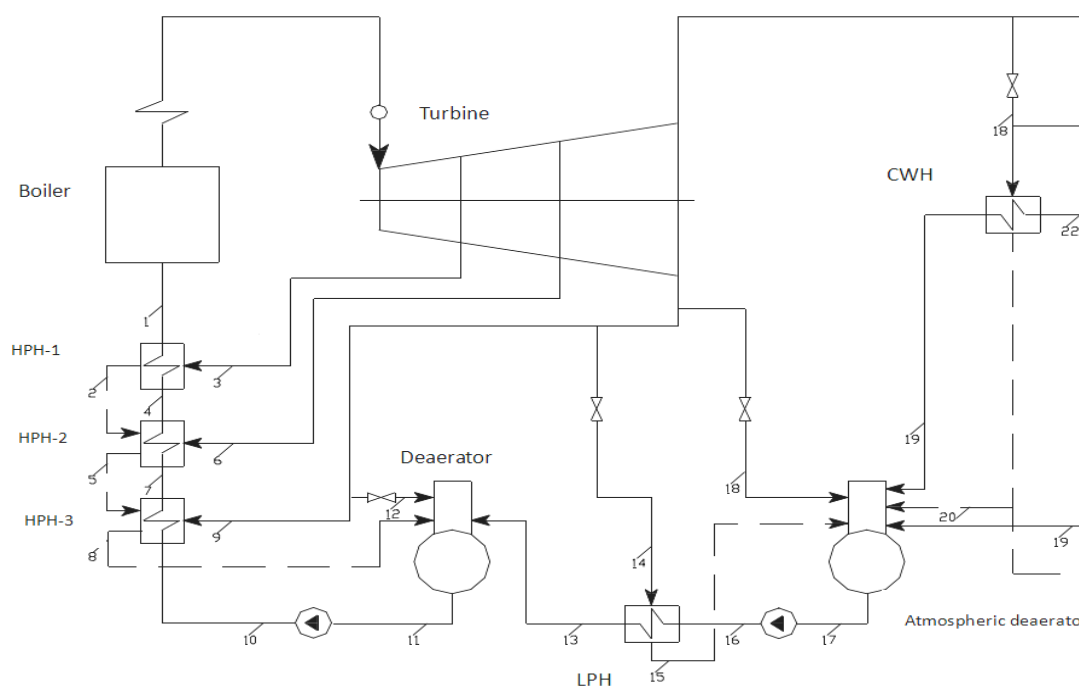 Turbine
18
CWH
Boiler
22
1
HPH-1
2
3
4
HPH-2
19
5
6
Deaerator
7
18
HPH-3
12
20
8
9
14
19
10
11
13
16
17
Atmospheric deaerato
15
LPH